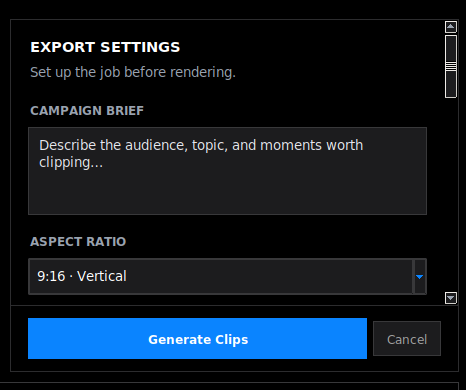 EXPORT SETTINGS
Set up the job before rendering.
CAMPAIGN BRIEF
Describe the audience, topic, and moments worth
clipping...
ASPECT RATIO
9:16 · Vertical
Generate Clips
Cancel